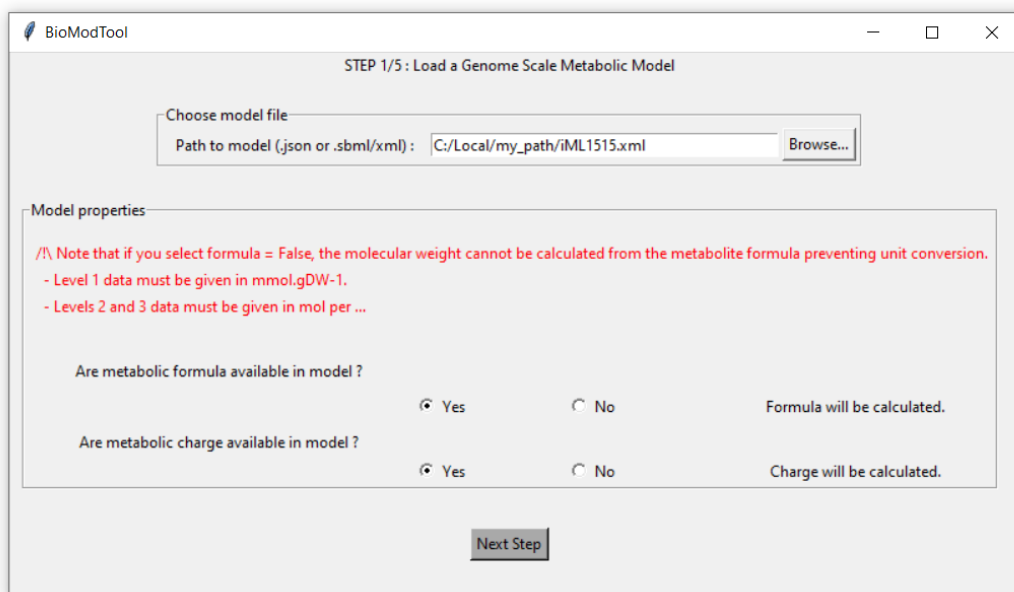 BioModTool
STEP 1/5 : Load a Genome Scale Metabolic Model
Choose model file
Path to model (.json or .sbml/xml) : C:/Local/my_path/iML1515.xml Browse...
Model properties
/!\ Note that if you select formula = False, the molecular weight cannot be calculated from the metabolite formula preventing unit conversion.
- Level 1 data must be given in mmol.gDW-1.
- Levels 2 and 3 data must be given in mol per ...
Are metabolic formula available in model ?
Yes No Formula will be calculated.
Are metabolic charge available in model ?
Yes No Charge will be calculated.
Next Step